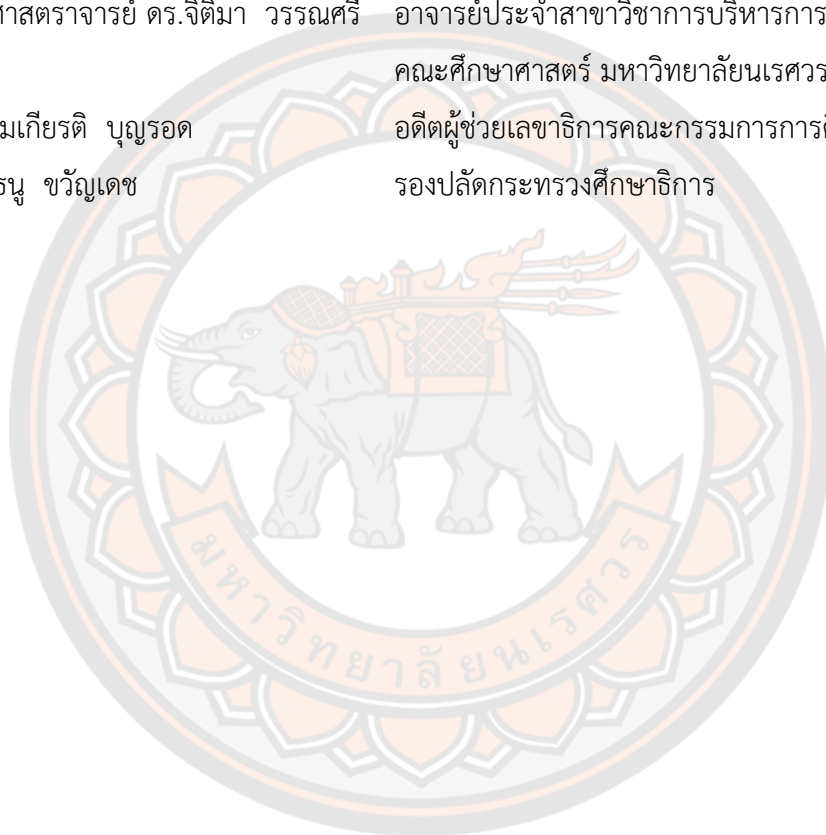 ศาสตราจารย์ ดร.จิติมา วรรณศรี อาจารย์ประจำสาขาวิชาการบริหารการ
คณะศึกษาศาสตร์ มหาวิทยาลัยนเรศวร
มเกียรติ บุญรอด อดีตผู้ช่วยเลขาธิการคณะกรรมการการ
ธนู ขวัญเดช รองปลัดกระทรวงศึกษาธิการ
มหาวิทยาลัยนเรศวร